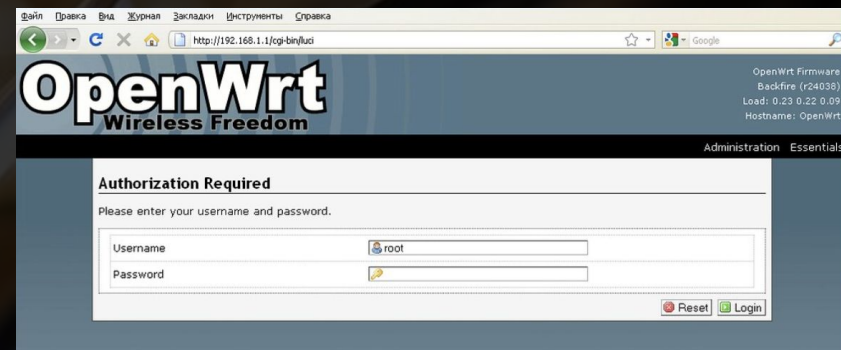 Файл Правка Вид Журнал Закладки Инструменты Справка
http://192.168.1.1/cgi-bin/luci
Google
OpenWrt
Wireless Freedom
OpenWrt Firmware
Backfire (r24038)
Load: 0.23 0.22 0.09
Hostname: OpenWrt
Administration Essentials
Authorization Required
Please enter your username and password.
Username root
Password
Reset Login